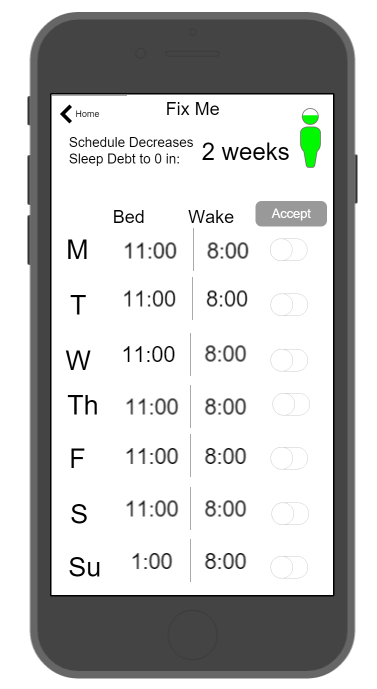 Home
Fix Me
Schedule Decreases
Sleep Debt to 0 in:
2 weeks
Bed Wake Accept
M 11:00 8:00
T 11:00 8:00
W 11:00 8:00
Th 11:00 8:00
F 11:00 8:00
S 11:00 8:00
Su 1:00 8:00